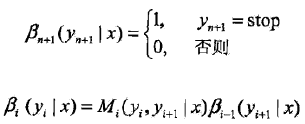 β_{n+1}(y_{n+1} | x) = { 1, y_{n+1} = stop
0, 否则
β_i (y_i | x) = M_i(y_i, y_{i+1} | x)β_{i-1}(y_{i+1} | x)